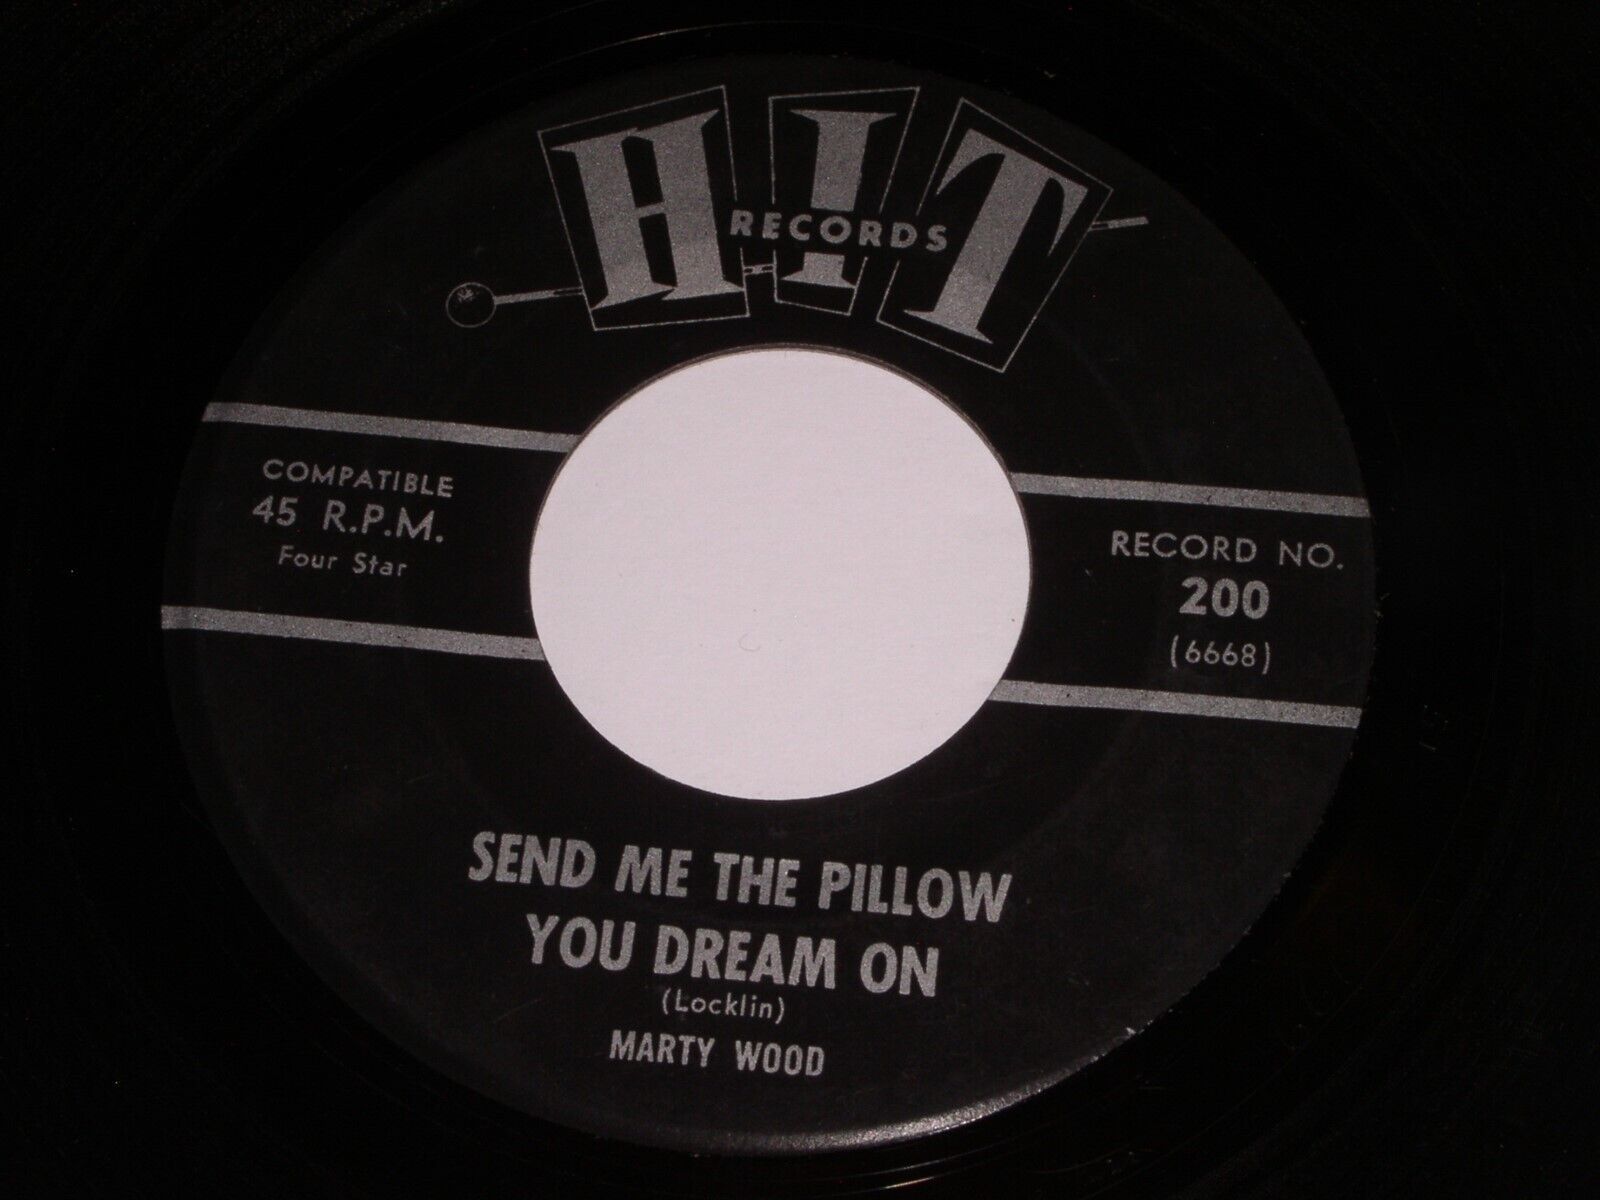 HIT
RECORDS
COMPATIBLE
45 R.P.M.
Four Star
RECORD NO.
200
(6668)
SEND ME THE PILLOW
YOU DREAM ON
(Locklin)
MARTY WOOD